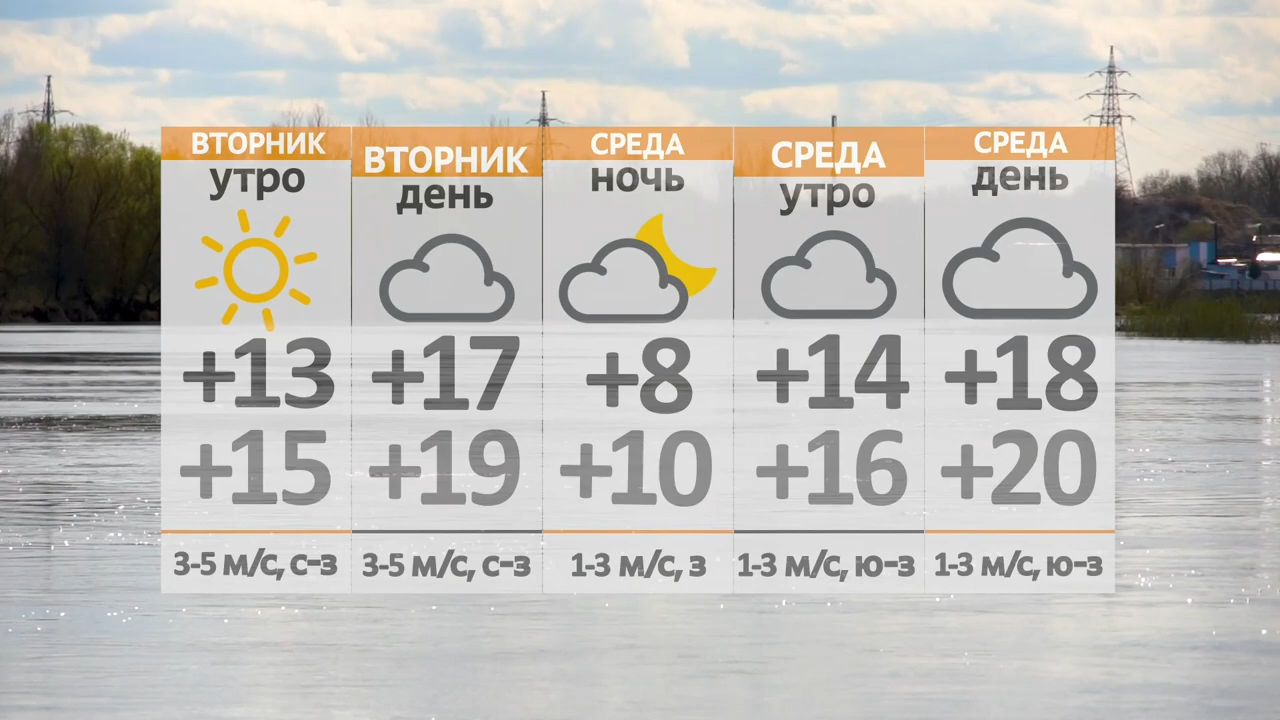 ВТОРНИК
утро
+13
+15
3-5 м/с, с-з
ВТОРНИК
день
+17
+19
3-5 м/с, с-з
СРЕДА
ночь
+8
+10
1-3 м/с, з
СРЕДА
утро
+14
+16
1-3 м/с, ю-з
СРЕДА
день
+18
+20
1-3 м/с, ю-з